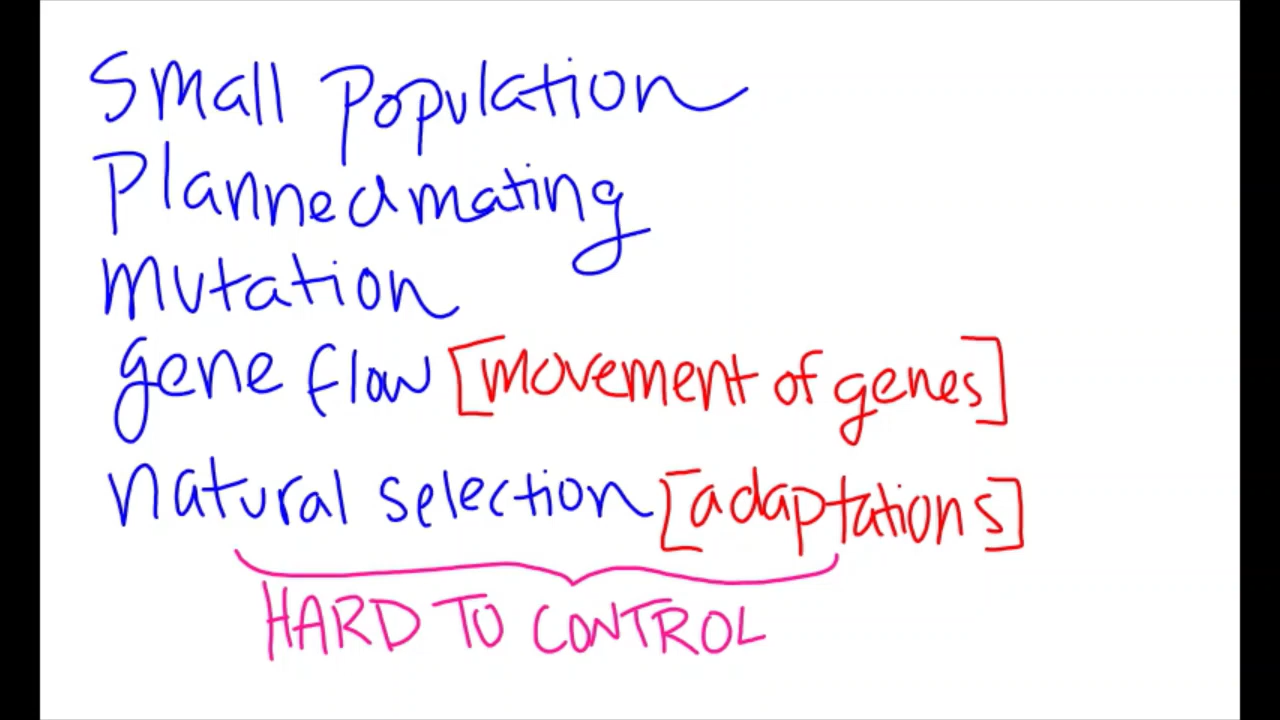 Small Population
Planned mating
Mutation
gene flow [movement of genes]
natural selection [adaptations]
HARD TO CONTROL